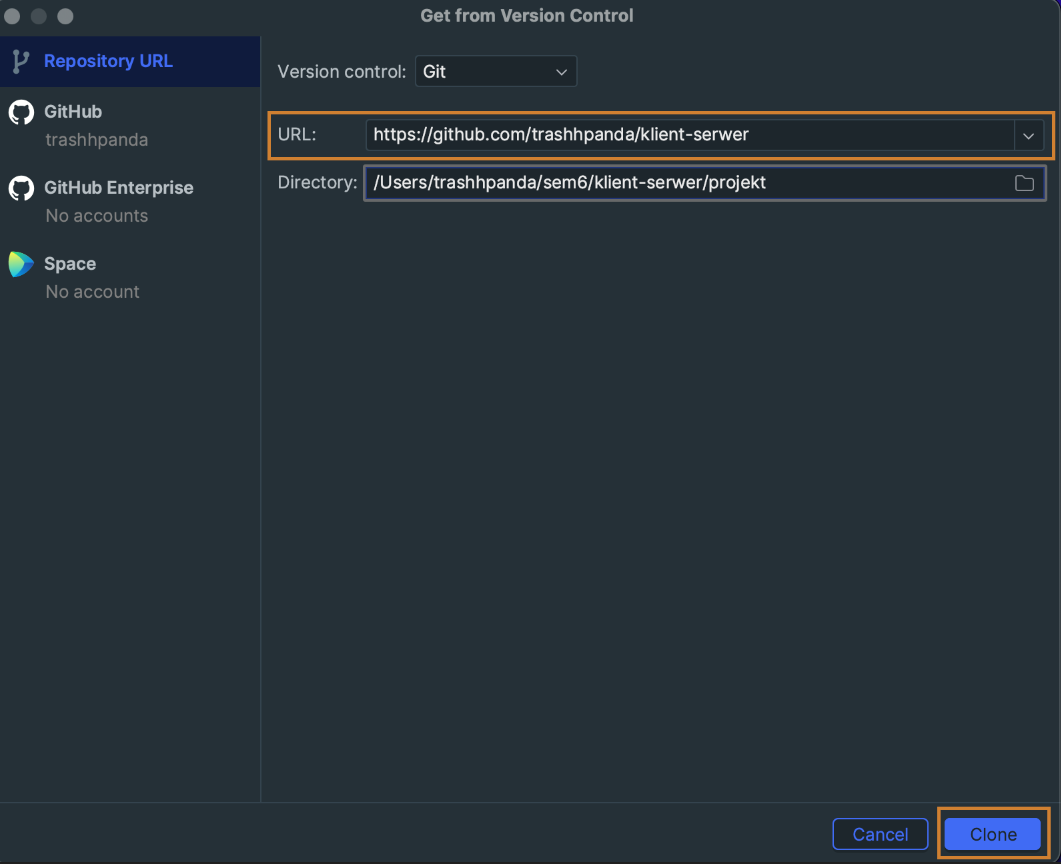 Get from Version Control
Repository URL
GitHub
trashhpanda
GitHub Enterprise
No accounts
Space
No account
Version control: Git
URL: https://github.com/trashhpanda/klient-serwer
Directory: /Users/trashhpanda/sem6/klient-serwer/projekt
Cancel Clone